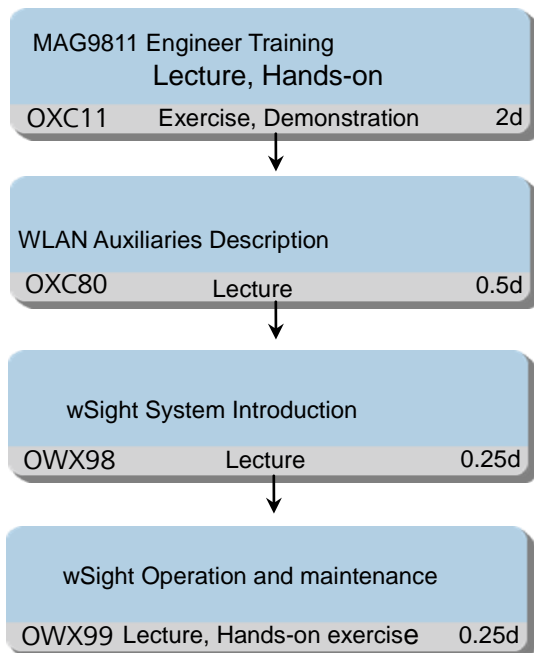 MAG9811 Engineer Training
Lecture, Hands-on
OXC11 Exercise, Demonstration 2d
WLAN Auxiliaries Description
OXC80 Lecture 0.5d
wSight System Introduction
OWX98 Lecture 0.25d
wSight Operation and maintenance
OWX99 Lecture, Hands-on exercise 0.25d